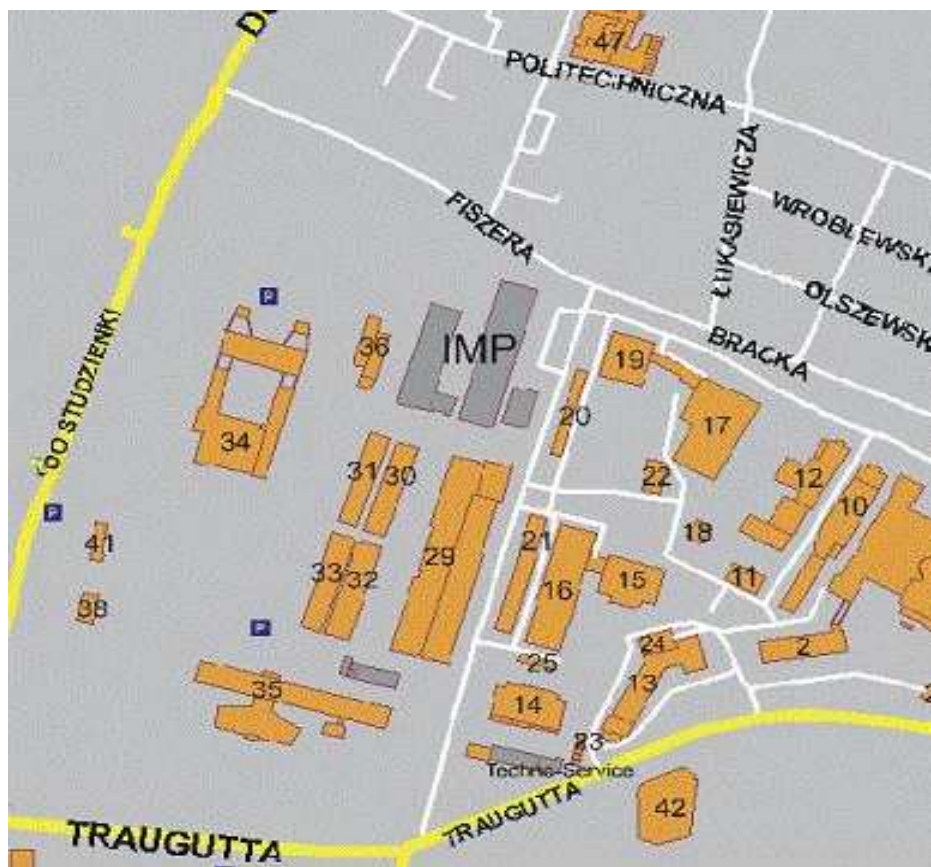 47
POLITECHNICZNA
ŁUKASIEWICZA
FISZERA
BRACKA
DO STUDZIENKI
P
36
IMP
19
20
17
34
31
30
22
12
10
P
41
29
21
18
33
32
16
15
11
38
P
24
2
25
13
35
14
23
Techno-Service
42
TRAUGUTTA
TRAUGUTTA